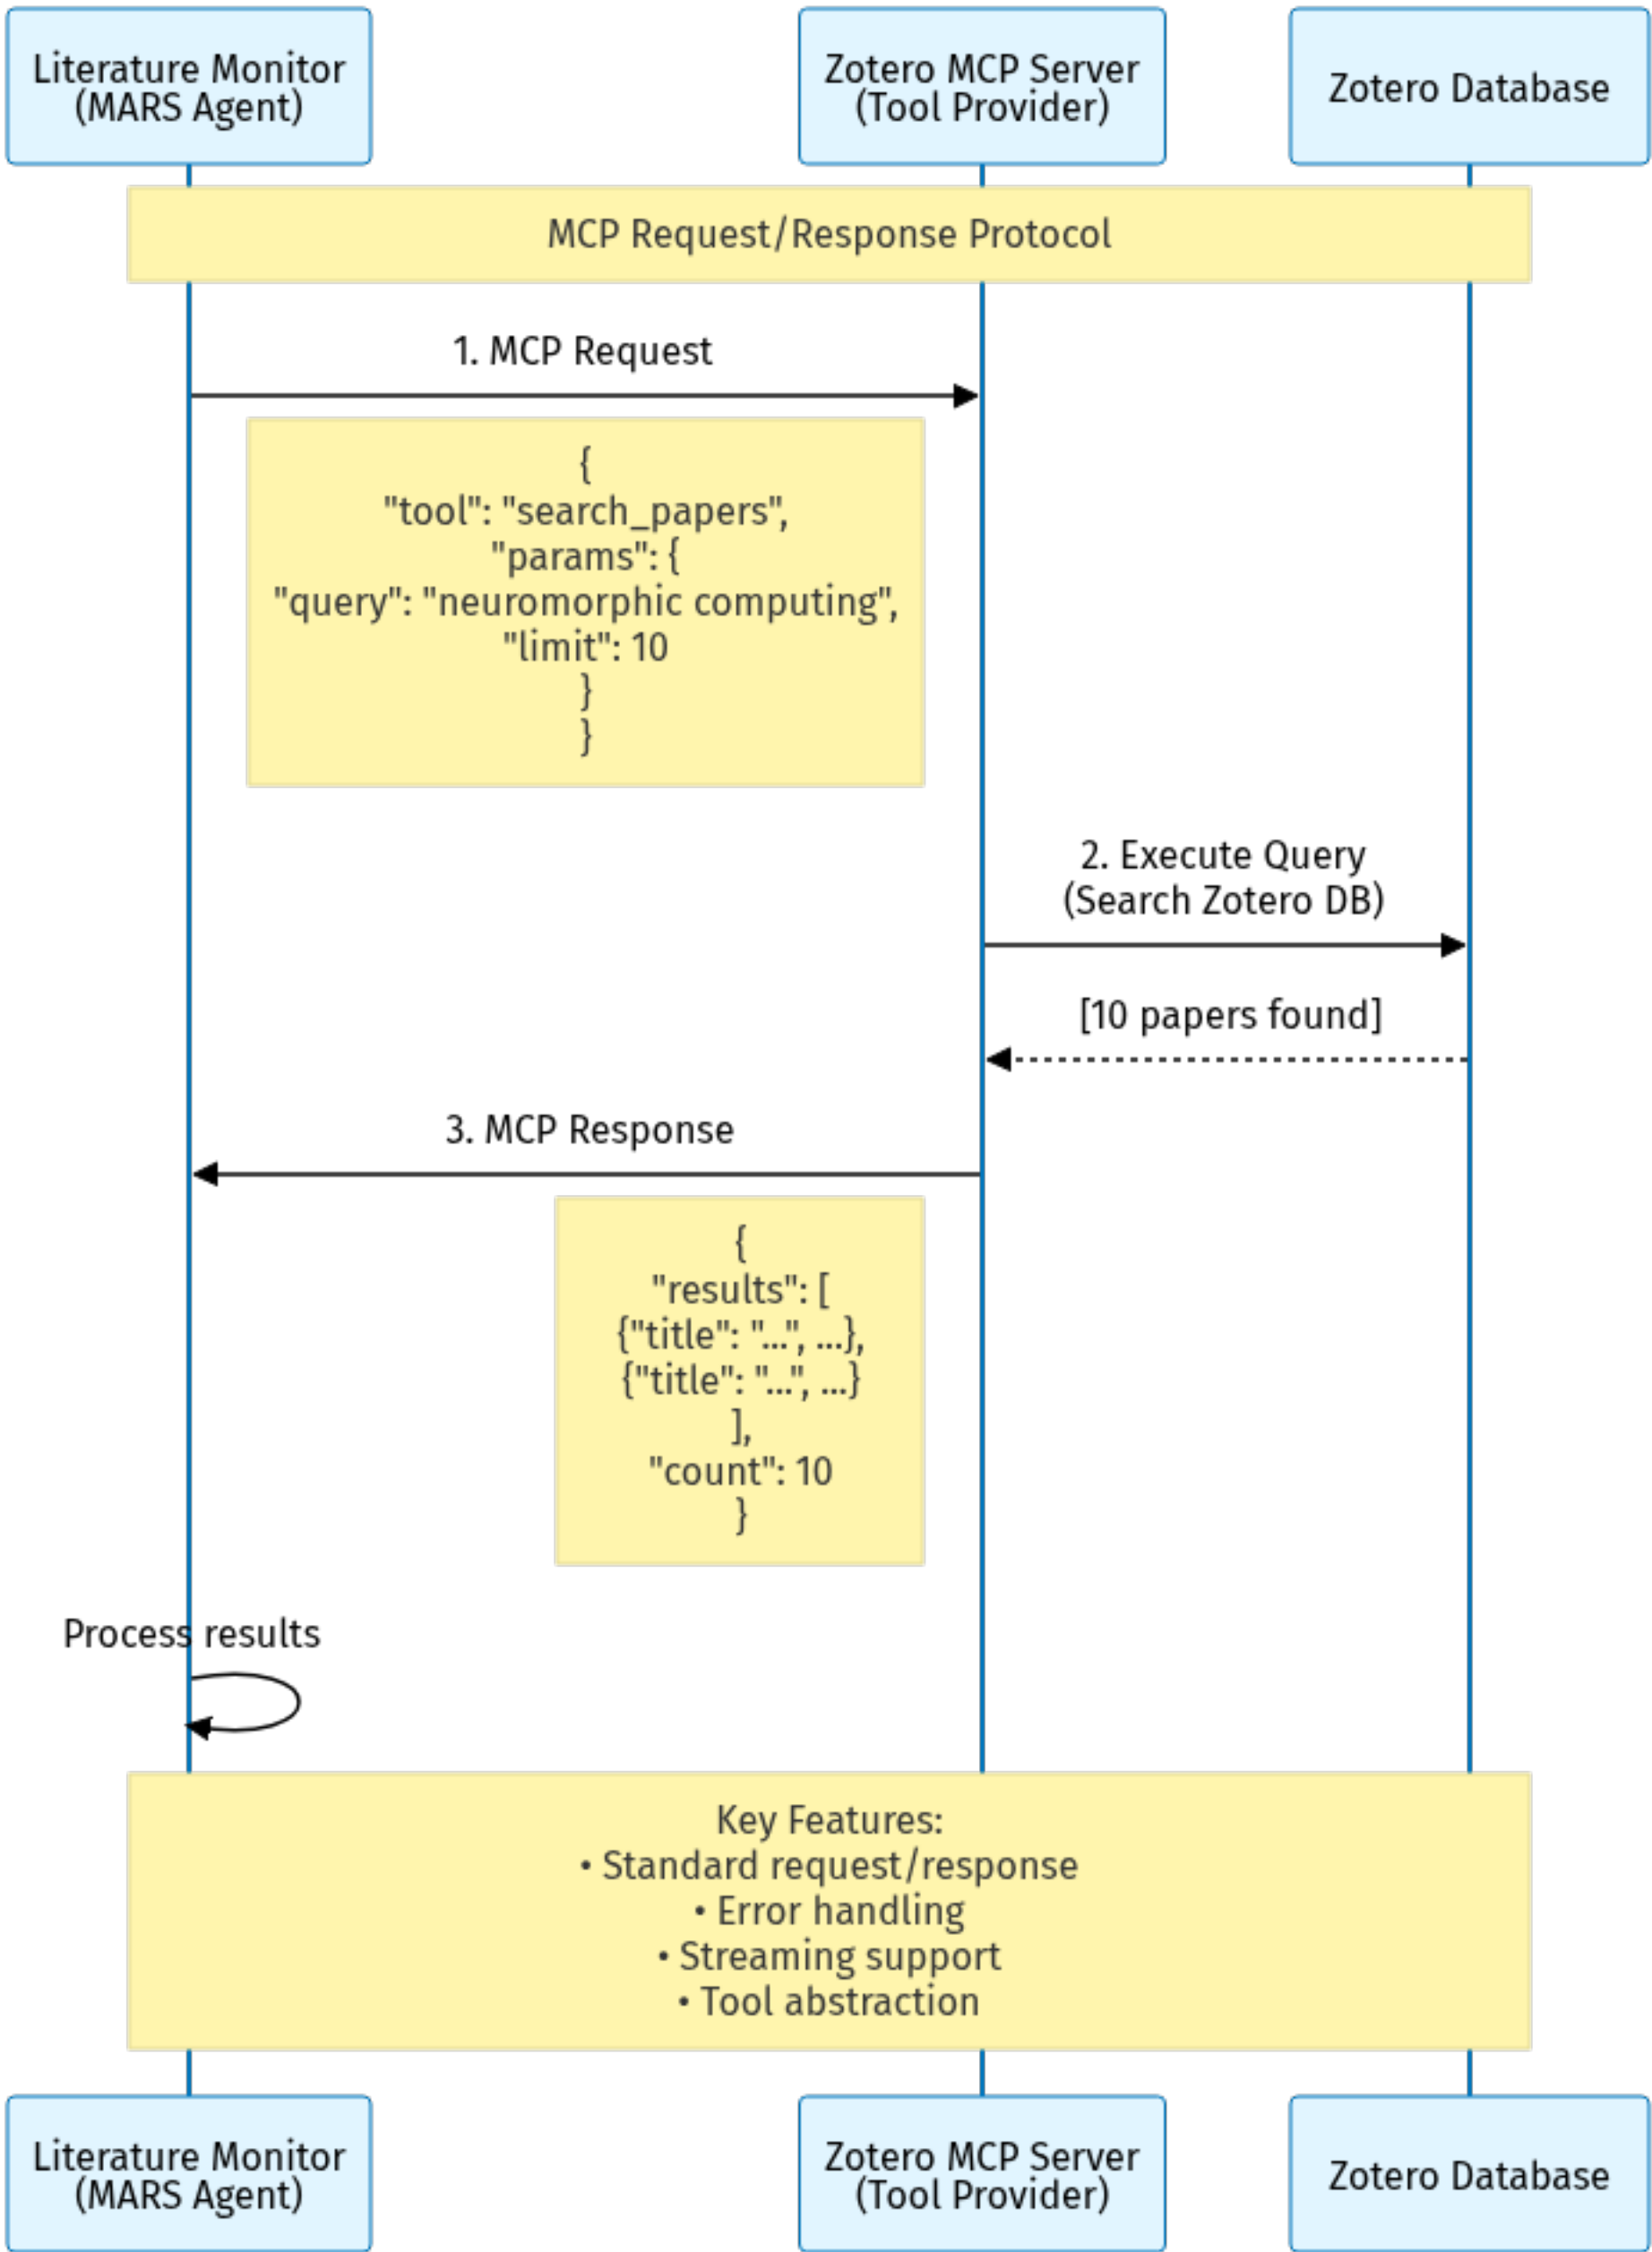 Literature Monitor
(MARS Agent)
Zotero MCP Server
(Tool Provider)
Zotero Database
MCP Request/Response Protocol
1. MCP Request
{
"tool": "search_papers",
"params": {
"query": "neuromorphic computing",
"limit": 10
}
}
2. Execute Query
(Search Zotero DB)
[10 papers found]
3. MCP Response
{
"results": [
{"title": "...", ...},
{"title": "...", ...}
],
"count": 10
}
Process results
Key Features:
• Standard request/response
• Error handling
• Streaming support
• Tool abstraction
Literature Monitor
(MARS Agent)
Zotero MCP Server
(Tool Provider)
Zotero Database